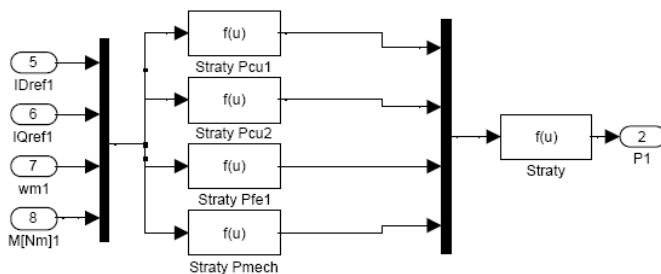 5
IDref1
6
IQref1
7
wm1
8
M[Nm]1
f(u)
Straty Pcu1
f(u)
Straty Pcu2
f(u)
Straty Pfe1
f(u)
Straty Pmech
f(u)
Straty
2
P1